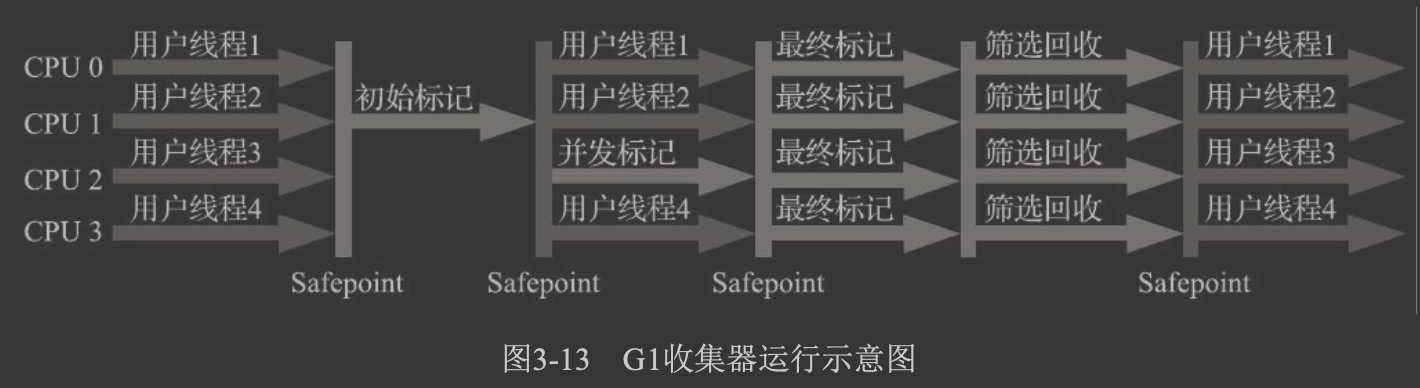 用户线程1 用户线程1 最终标记 筛选回收 用户线程1
CPU 0
用户线程2 初始标记 用户线程2 最终标记 筛选回收 用户线程2
CPU 1
用户线程3 并发标记 最终标记 筛选回收 用户线程3
CPU 2
用户线程4 用户线程4 最终标记 筛选回收 用户线程4
CPU 3
Safepoint Safepoint Safepoint Safepoint
图3-13 G1收集器运行示意图